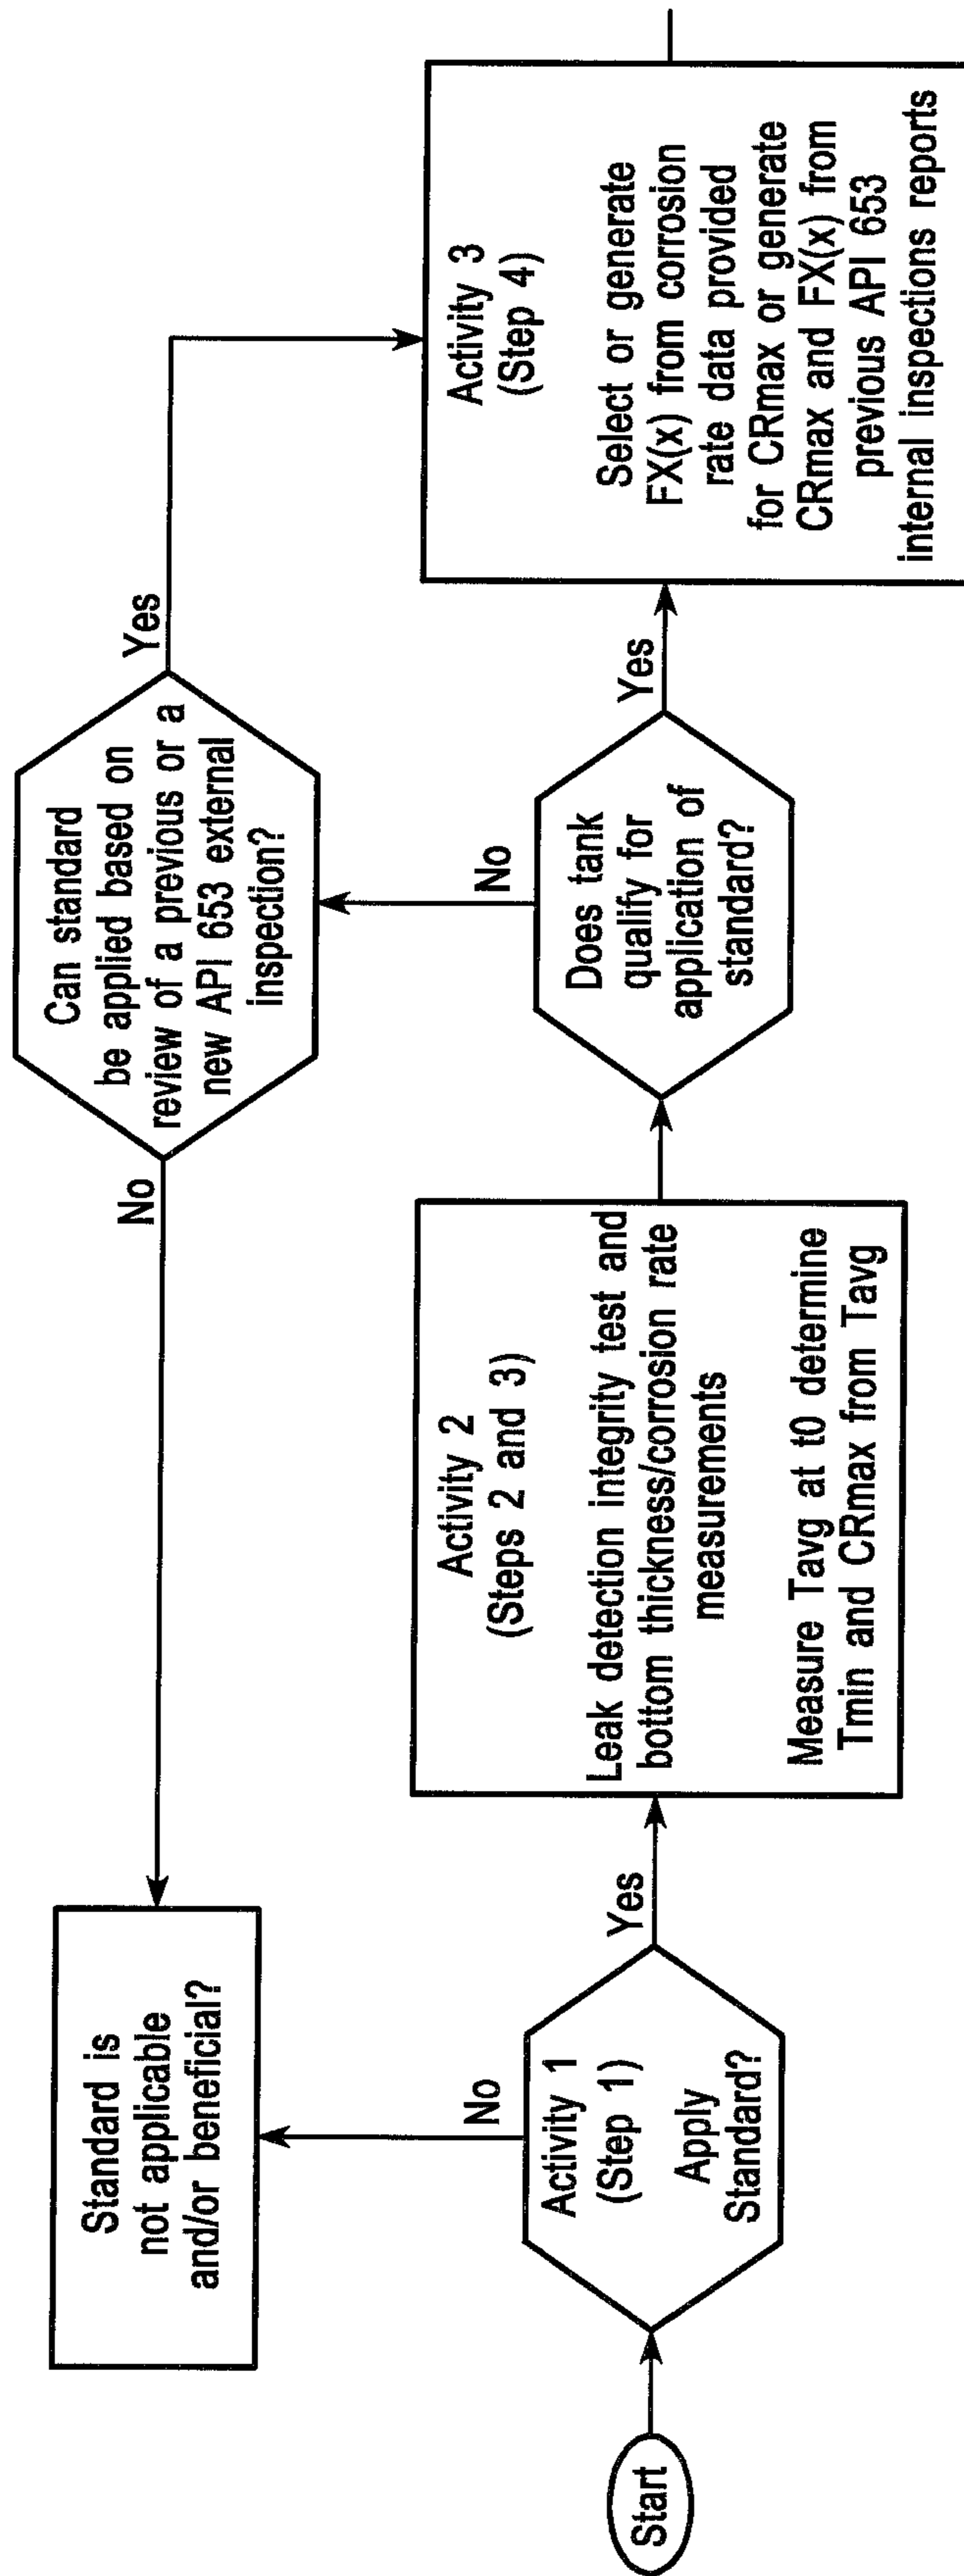 Start
Activity 1
(Step 1)
Apply
Standard?
No
Standard is
not applicable
and/or beneficial?
Yes
Activity 2
(Steps 2 and 3)
Leak detection integrity test and
bottom thickness/corrosion rate
measurements
Measure Tavg at t0 determine
Tmin and CRmax from Tavg
Does tank
qualify for
application of
standard?
No
Can standard
be applied based on
review of a previous or a
new API 653 external
inspection?
No
Yes
Yes
Activity 3
(Step 4)
Select or generate
FX(x) from corrosion
rate data provided
for CRmax or generate
CRmax and FX(x) from
previous API 653
internal inspections reports